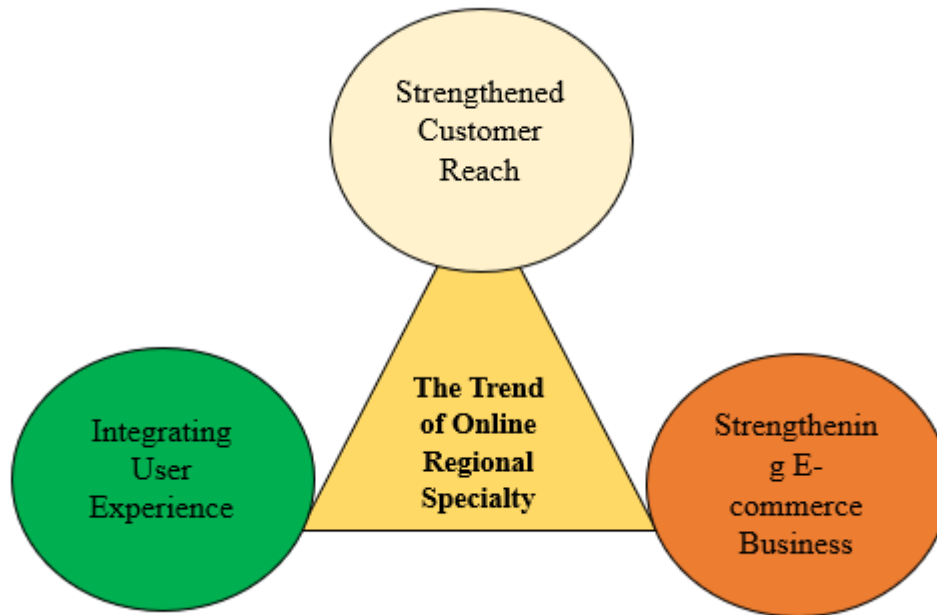 Strengthened
Customer
Reach
The Trend
of Online
Regional
Specialty
Integrating
User
Experience
Strengthenin
g E-
commerce
Business